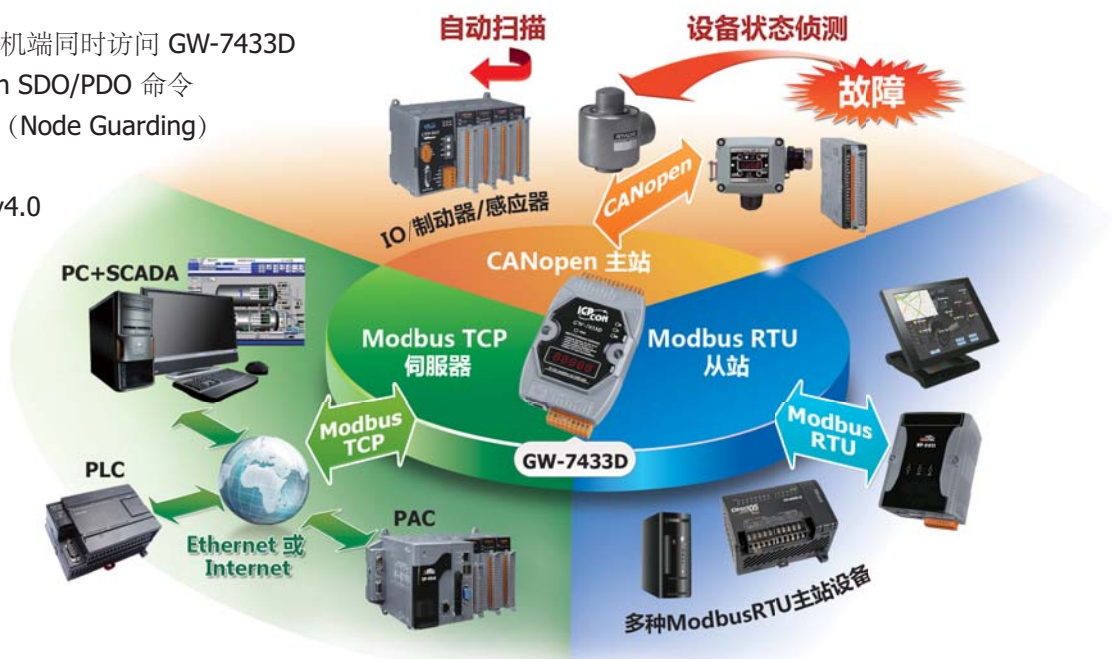 机端同时访问 GW-7433D
n SDO/PDO 命令
（Node Guarding）
v4.0
自动扫描
设备状态侦测
故障
CANopen
IO/制动器/感应器
CANopen 主站
PC+SCADA
Modbus TCP
伺服器
ICP CON
GW-7433D
Modbus RTU
从站
Modbus
TCP
Modbus
RTU
GW-7433D
PLC
PAC
Ethernet 或
Internet
多种ModbusRTU主站设备